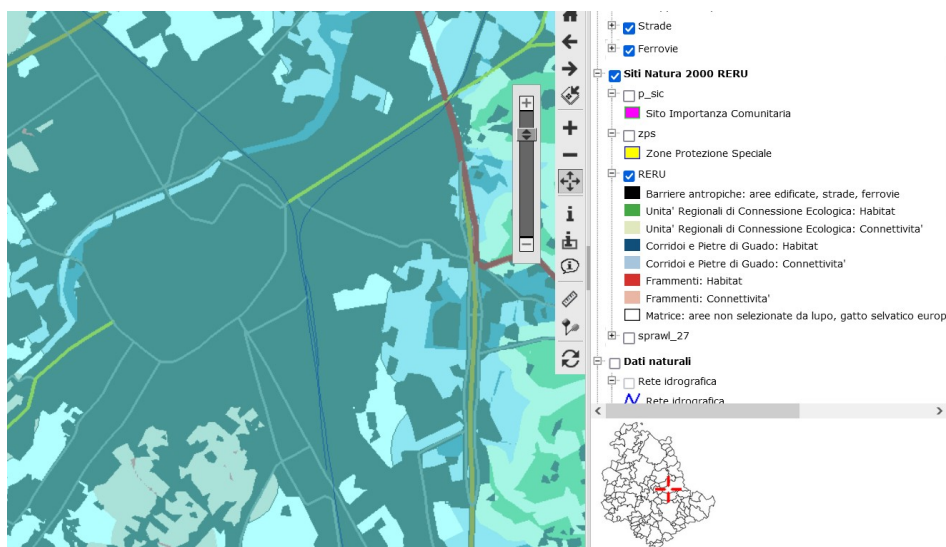 Strade
Ferrovie
Siti Natura 2000 RERU
p_sic
Sito Importanza Comunitaria
zps
Zone Protezione Speciale
RERU
Barriere antropiche: aree edificate, strade, ferrovie
Unita' Regionali di Connessione Ecologica: Habitat
Unita' Regionali di Connessione Ecologica: Connettivita'
Corridoi e Pietre di Guado: Habitat
Corridoi e Pietre di Guado: Connettivita'
Frammenti: Habitat
Frammenti: Connettivita'
Matrice: aree non selezionate da lupo, gatto selvatico europ
sprawl_27
Dati naturali
Rete idrografica
Rete idrografica